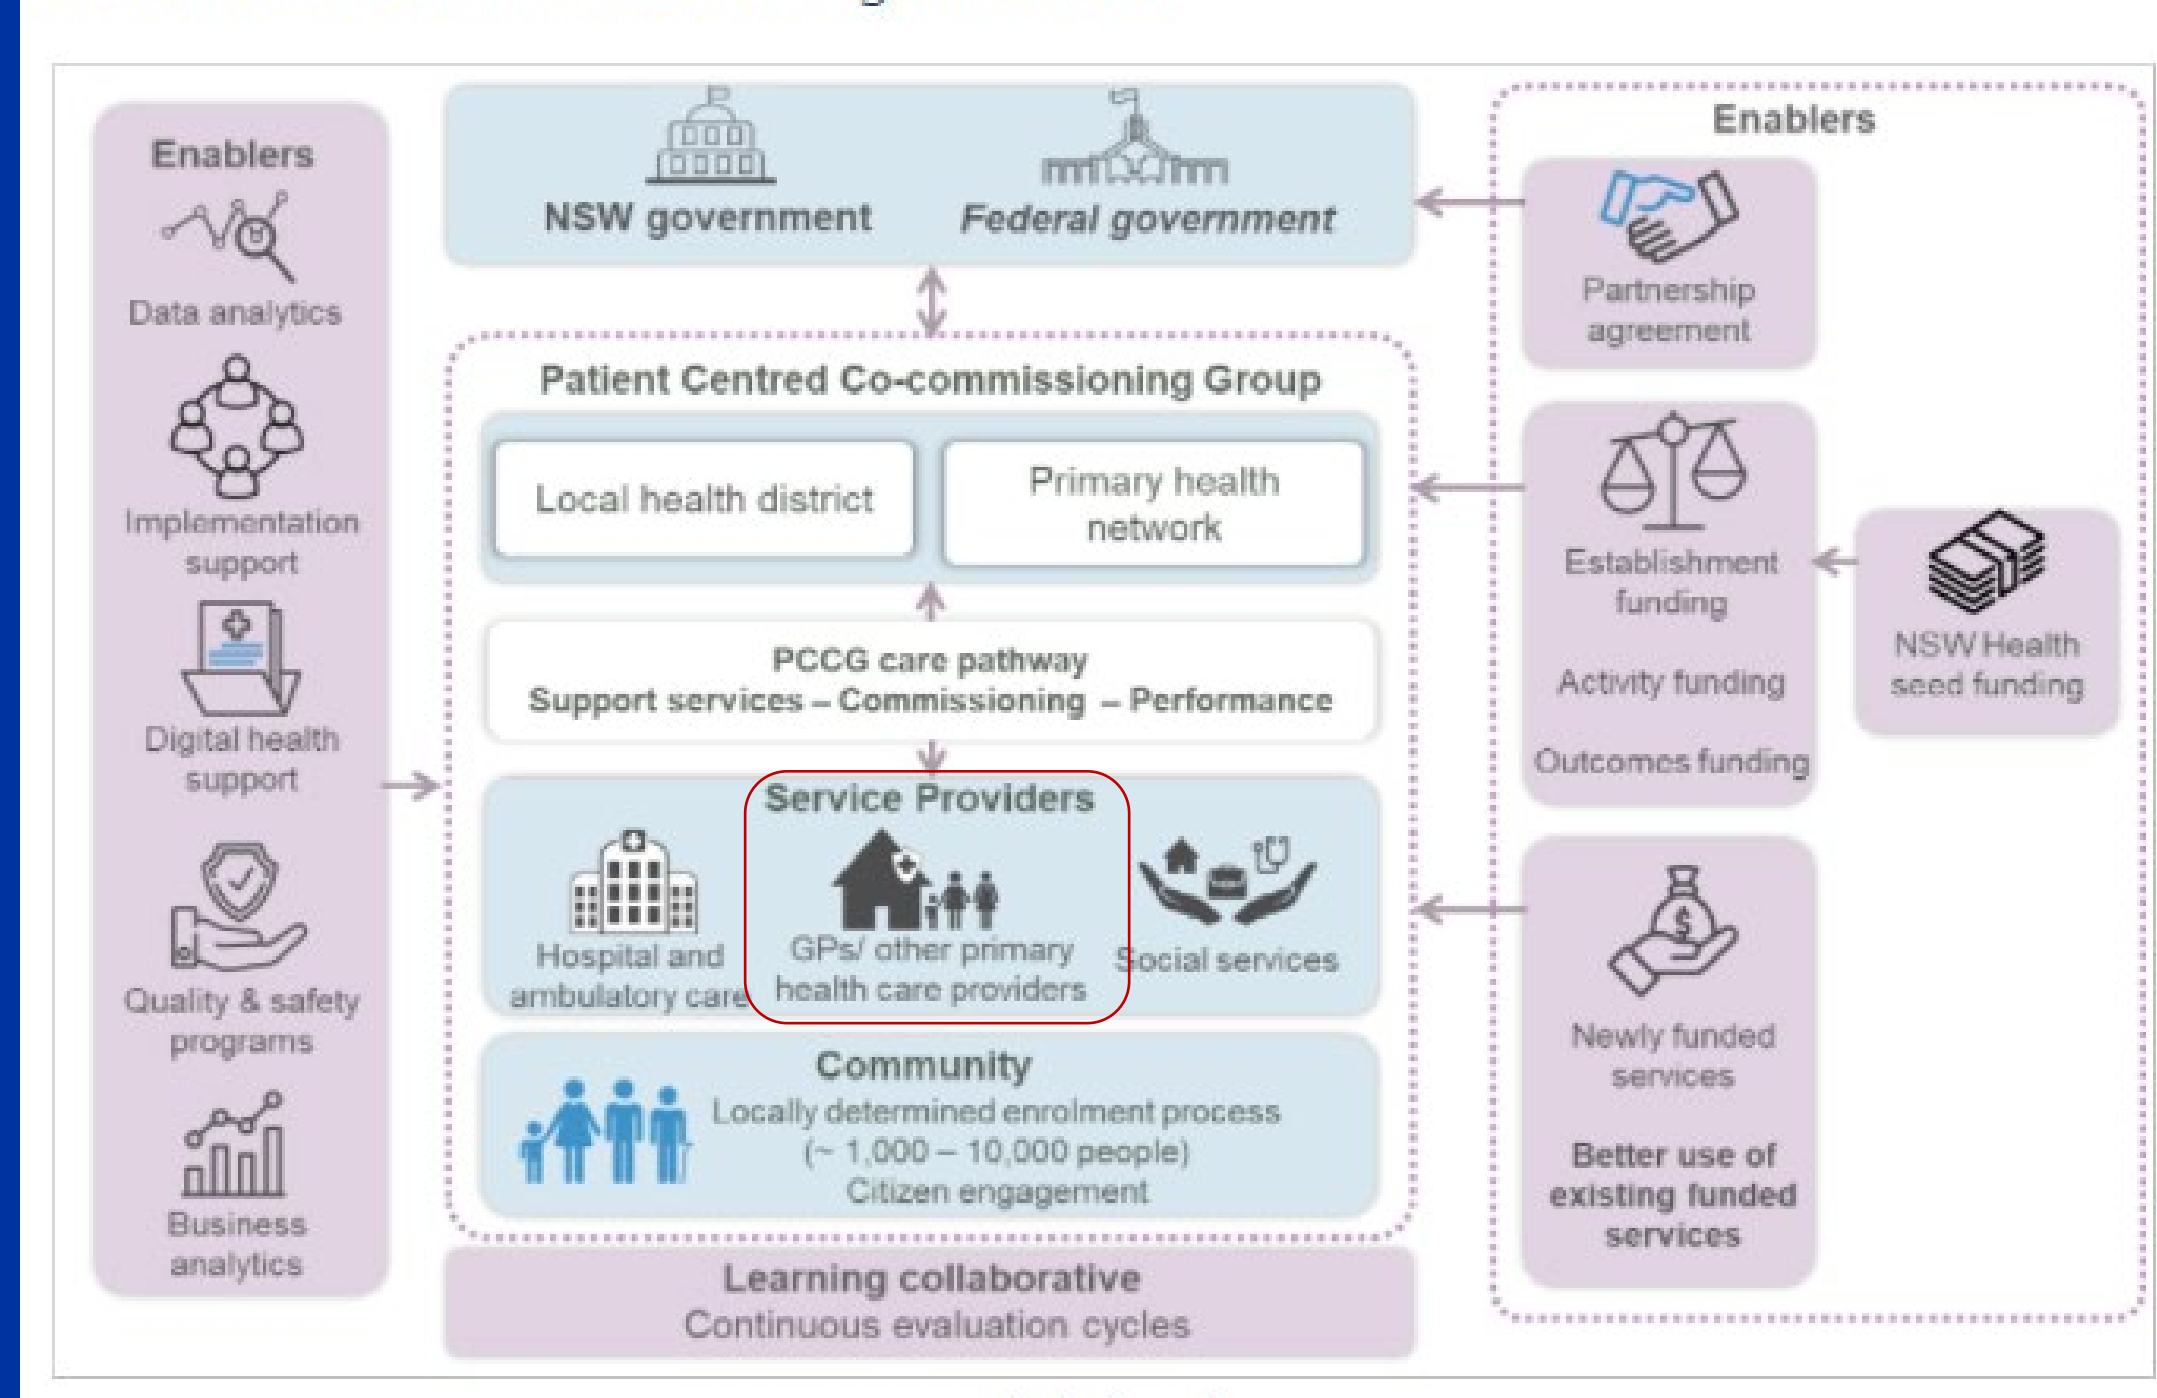 Enablers
Data analytics
Implementation
support
Digital health
support
Quality & safety
programs
Business
analytics
NSW government
Federal government
Patient Centred Co-commissioning Group
Local health district
Primary health
network
PCCG care pathway
Support services – Commissioning – Performance
Service Providers
Hospital and
ambulatory care
GPs/ other primary
health care providers
Social services
Community
Locally determined enrolment process
(~ 1,000 – 10,000 people)
Citizen engagement
Learning collaborative
Continuous evaluation cycles
Enablers
Partnership
agreement
Establishment
funding
Activity funding
Outcomes funding
NSW Health
seed funding
$
Newly funded
services
Better use of
existing funded
services